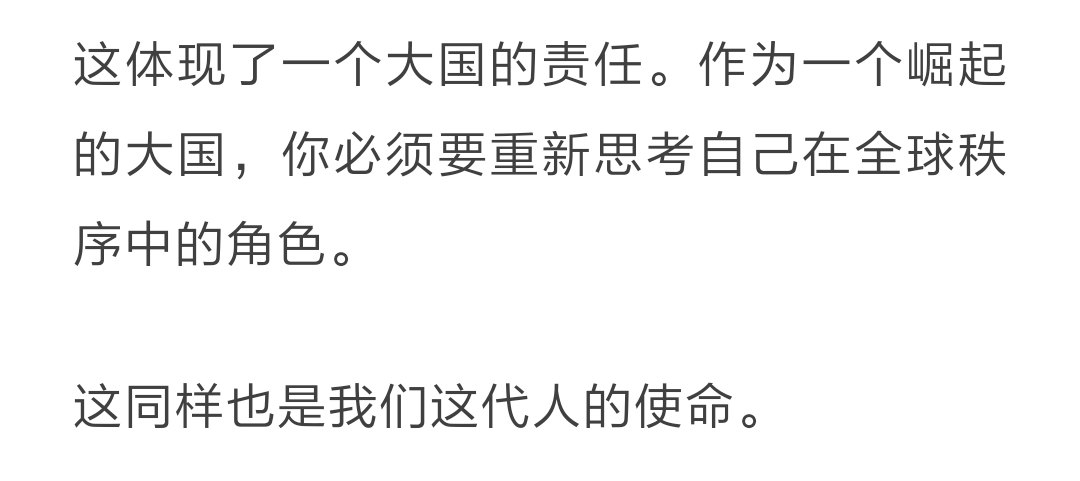 这体现了一个大国的责任。作为一个崛起
的大国，你必须要重新思考自己在全球秩
序中的角色。
这同样也是我们这代人的使命。